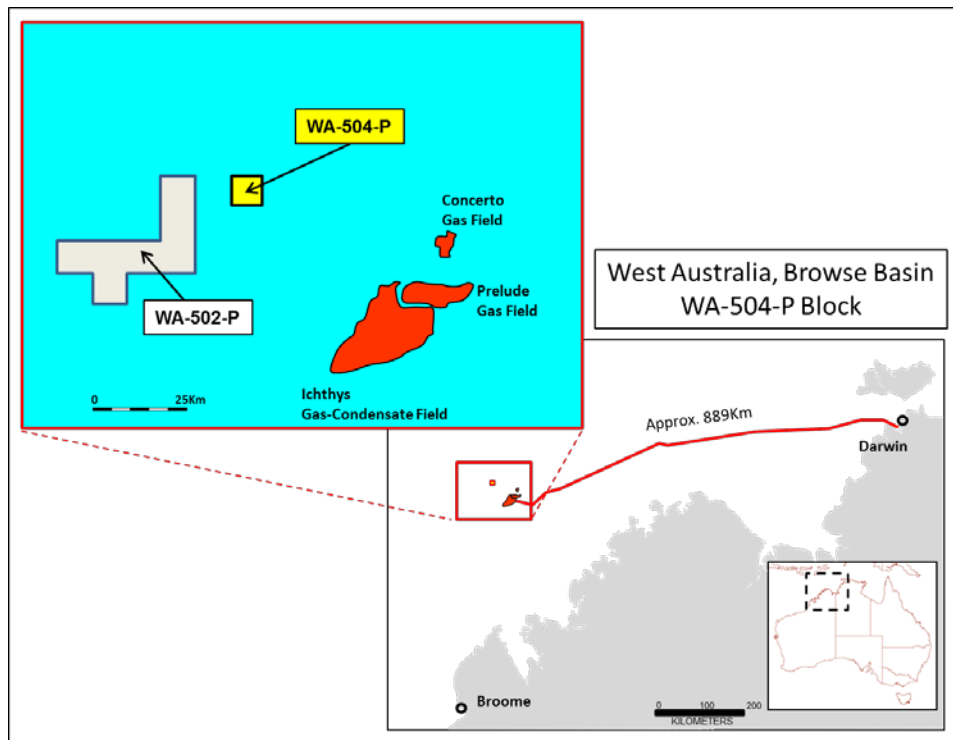 WA-504-P
Concerto
Gas Field
Prelude
Gas Field
WA-502-P
0 25Km
Ichthys
Gas-Condensate Field
West Australia, Browse Basin
WA-504-P Block
Approx. 889Km
Darwin
Broome
0 100 200
KILOMETERS